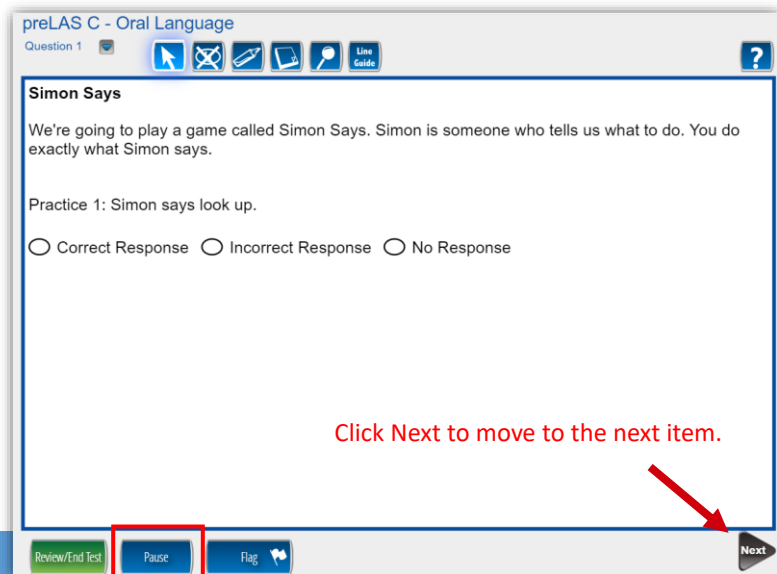 preLAS C - Oral Language
Question 1
Line Guide
?
Simon Says
We're going to play a game called Simon Says. Simon is someone who tells us what to do. You do
exactly what Simon says.
Practice 1: Simon says look up.
Correct Response Incorrect Response No Response
Click Next to move to the next item.
Review/End Test Pause Flag Next